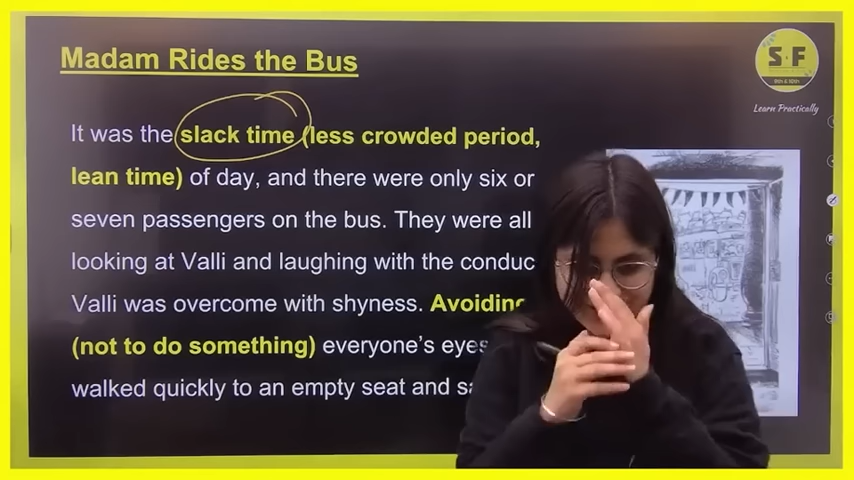 Madam Rides the Bus
It was the slack time (less crowded period,
lean time) of day, and there were only six or
seven passengers on the bus. They were all
looking at Valli and laughing with the conduc
Valli was overcome with shyness. Avoiding
(not to do something) everyone's eyes
walked quickly to an empty seat and sa
S F
9th & 10th
Learn Practically